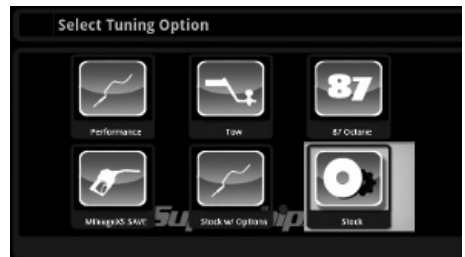 Select Tuning Option
87
Performance
Tow
87 Octane
MileageXS SAVE
Stock w/ Options
Stock